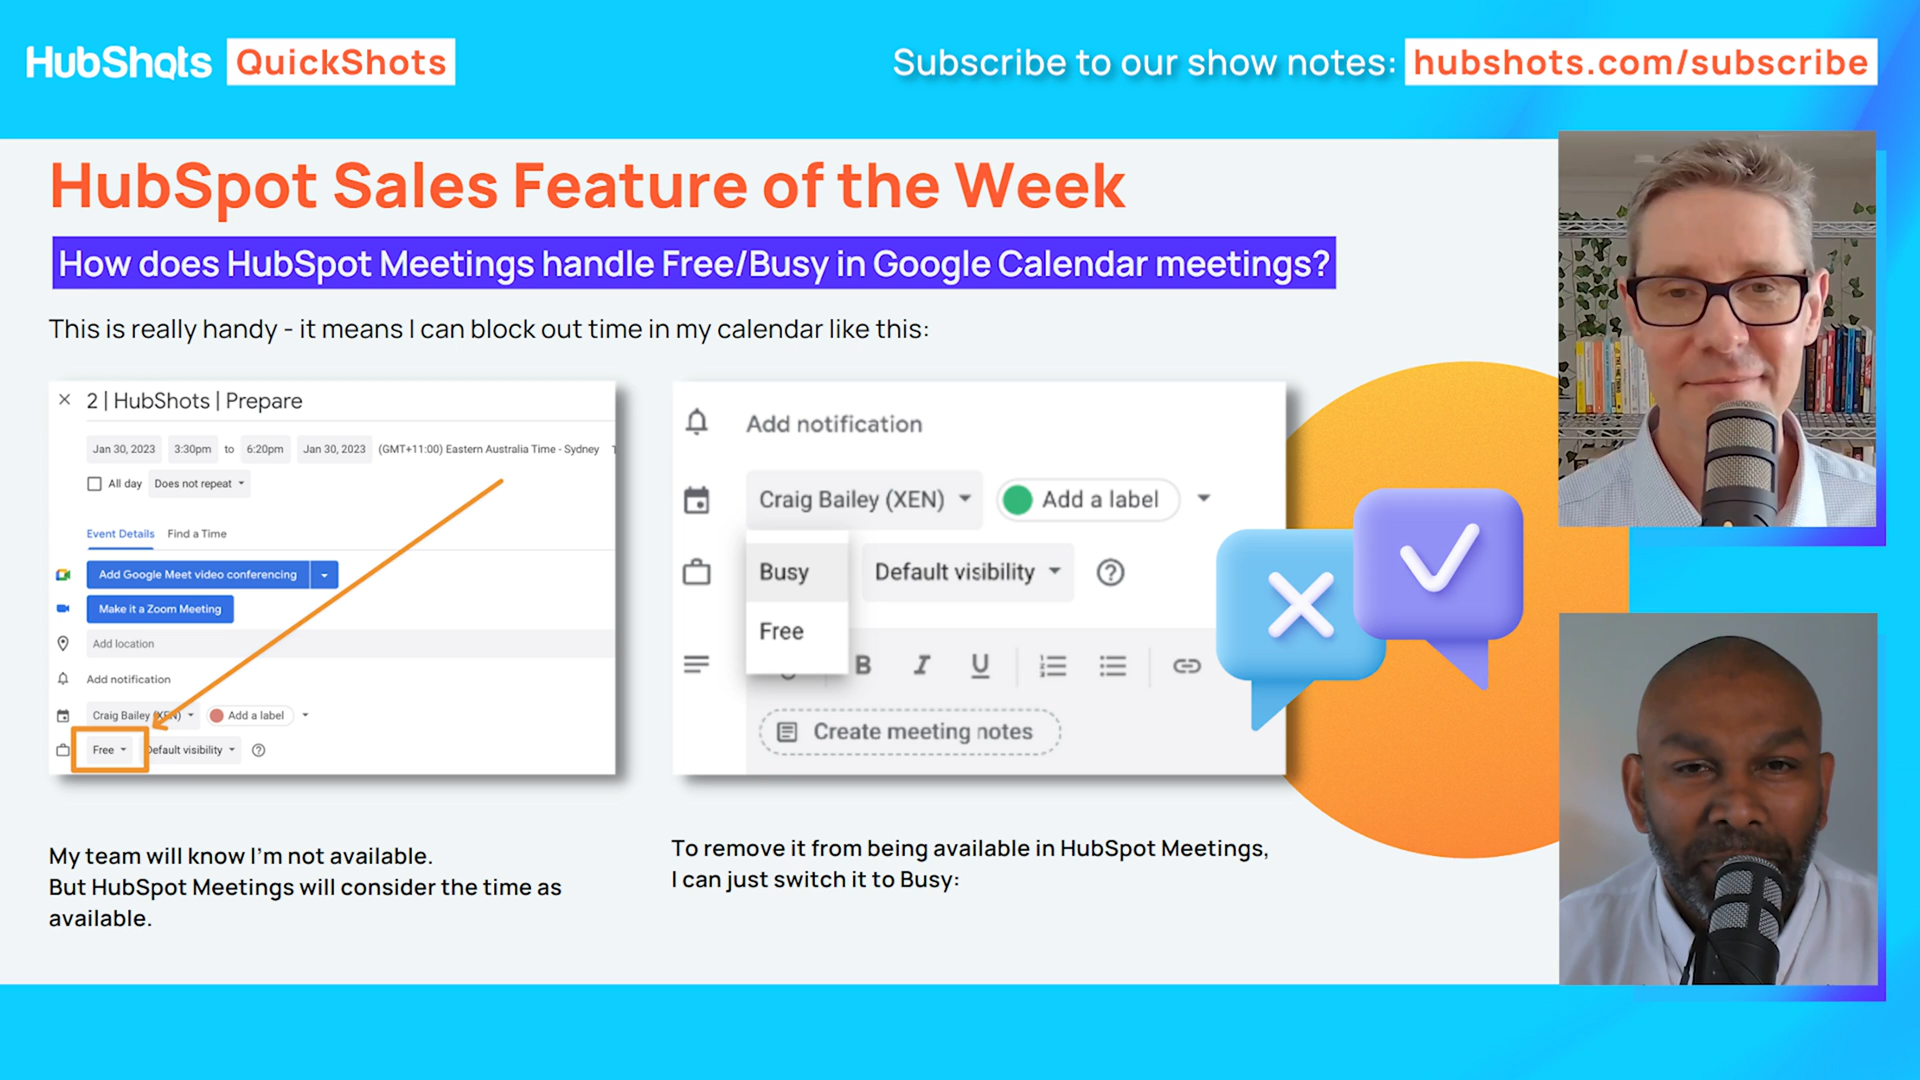 HubShots QuickShots
Subscribe to our show notes: hubshots.com/subscribe
HubSpot Sales Feature of the Week
How does HubSpot Meetings handle Free/Busy in Google Calendar meetings?
This is really handy - it means I can block out time in my calendar like this:
2 | HubShots | Prepare
Jan 30, 2023 3:30pm to 6:20pm Jan 30, 2023 (GMT+11:00) Eastern Australia Time - Sydney
All day Does not repeat
Event Details Find a Time
Add Google Meet video conferencing
Make it a Zoom Meeting
Add location
Add notification
Craig Bailey (XEN) Add a label
Free Default visibility
My team will know I'm not available.
But HubSpot Meetings will consider the time as
available.
Add notification
Craig Bailey (XEN) Add a label
Busy Default visibility
Free
B I U
Create meeting notes
To remove it from being available in HubSpot Meetings,
I can just switch it to Busy: